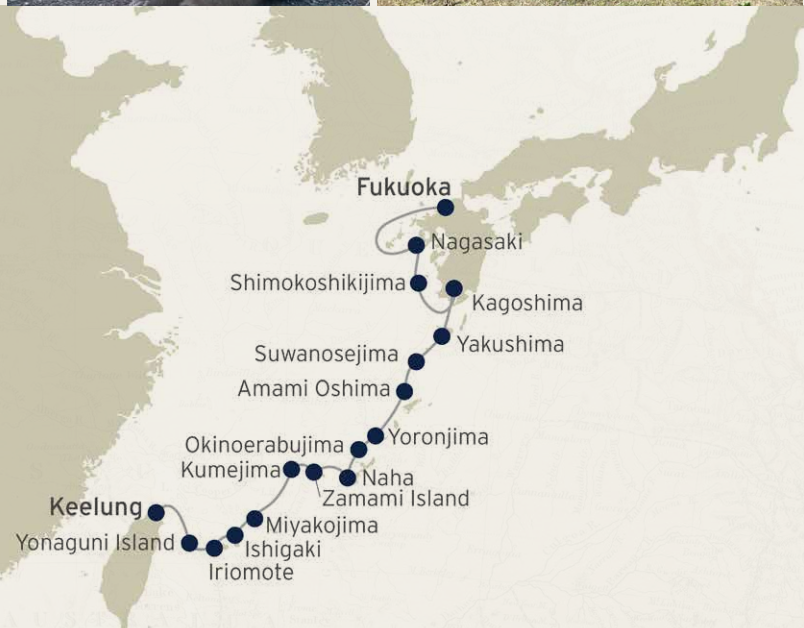 Fukuoka
Nagasaki
Shimokoshikijima
Kagoshima
Yakushima
Suwanosejima
Amami Oshima
Yoronjima
Okinoerabujima
Kumejima
Naha
Zamami Island
Keelung
Miyakojima
Yonaguni Island
Ishigaki
Iriomote